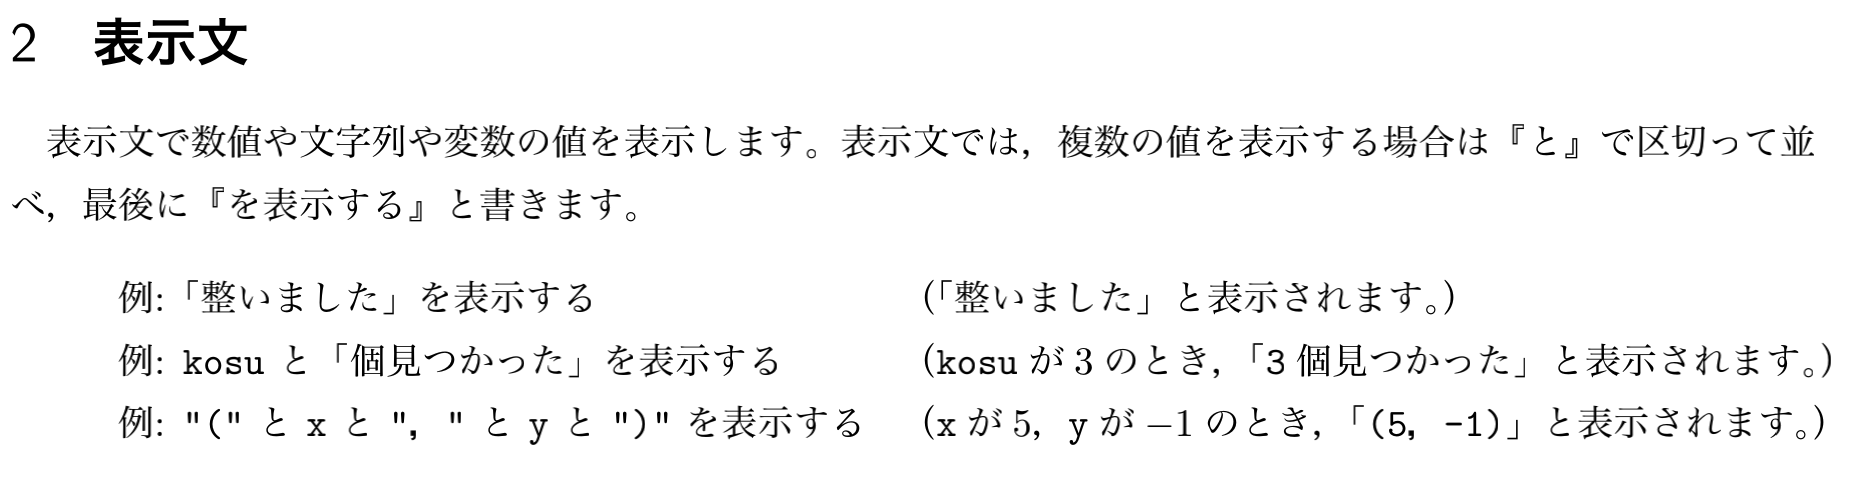 2 表示文
表示文で数値や文字列や変数の値を表示します。表示文では，複数の値を表示する場合は『と』で区切って並
べ，最後に『を表示する』と書きます。
例:「整いました」を表示する (「整いました」と表示されます。)
例: kosu と「個見つかった」を表示する (kosu が 3 のとき，「3 個見つかった」と表示されます。)
例: "(" と x と ", " と y と ")" を表示する (x が 5，y が −1 のとき，「(5, -1)」と表示されます。)